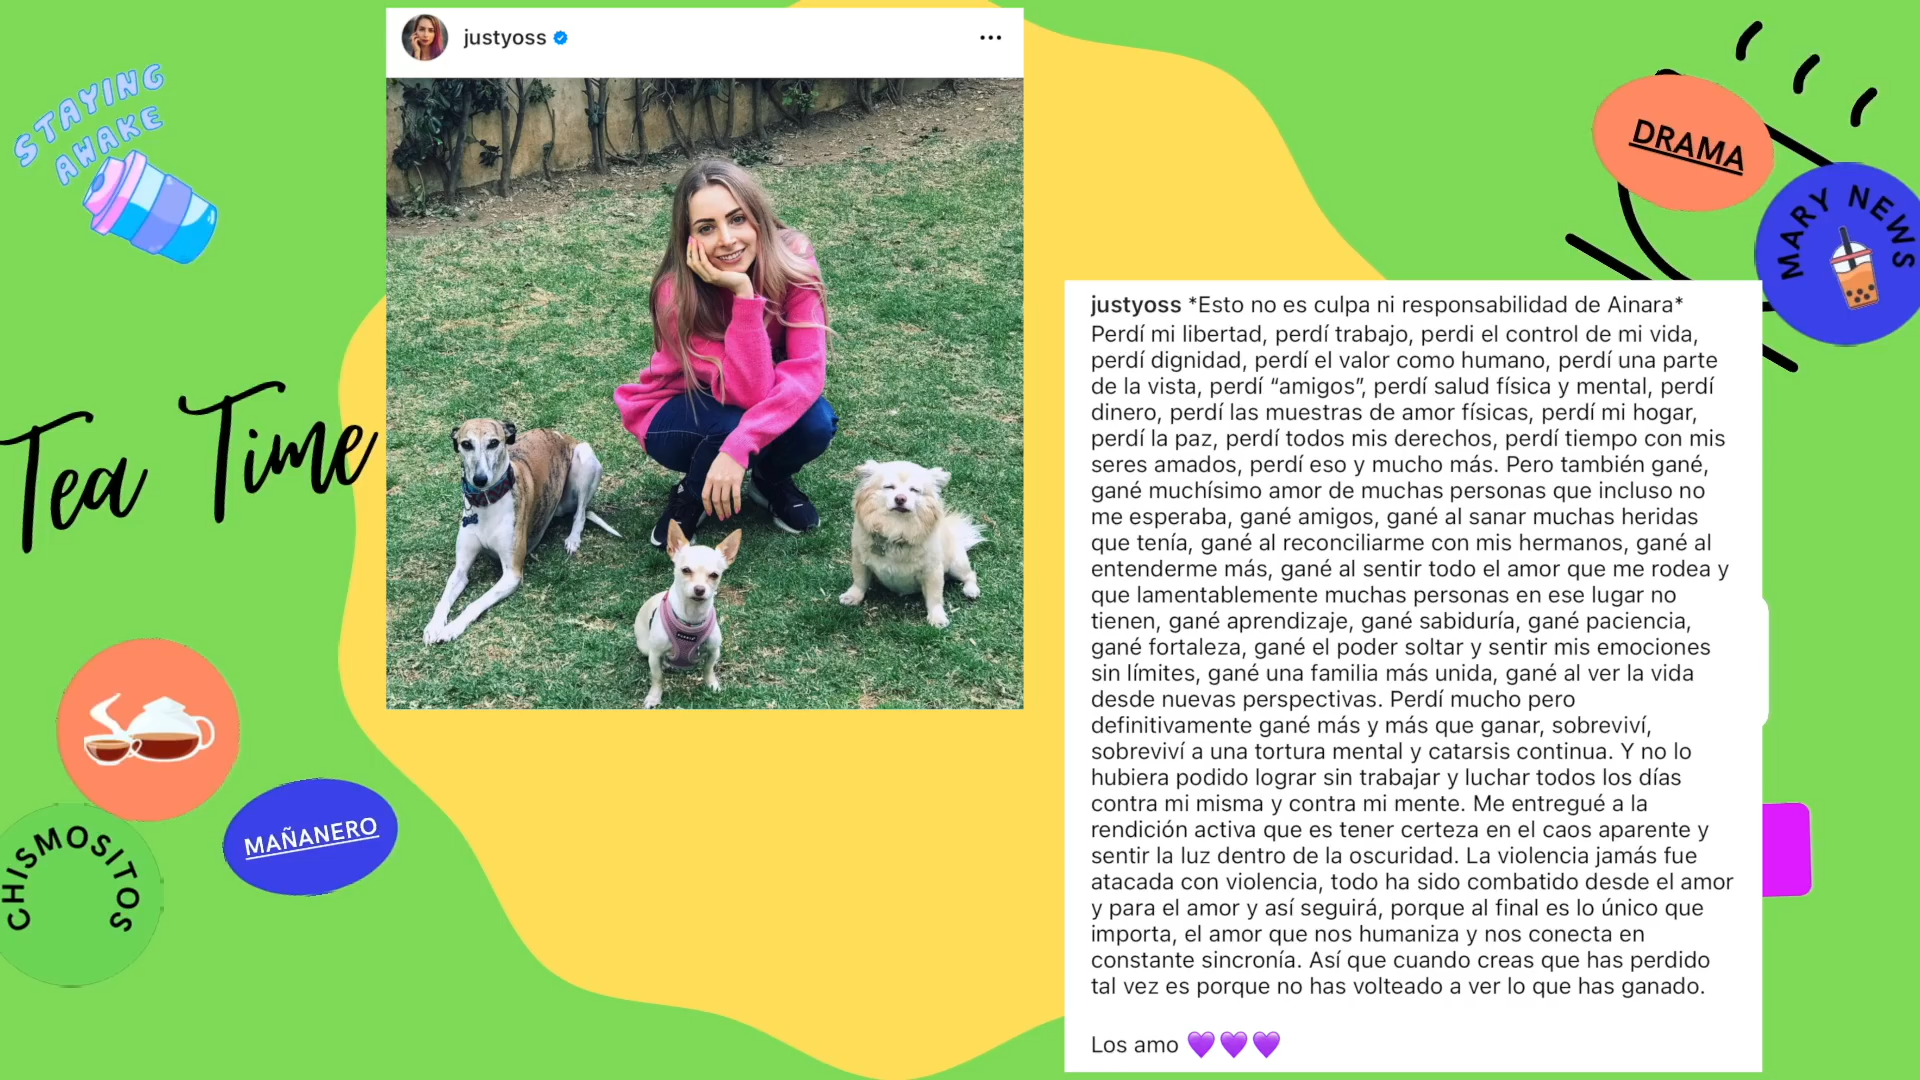 STAYING
AWAKE
justyoss
DRAMA
MARY NEWS
Tea Time
MAÑANERO
CHISMOSITOS
justyoss *Esto no es culpa ni responsabilidad de Ainara*
Perdí mi libertad, perdí trabajo, perdi el control de mi vida,
perdí dignidad, perdí el valor como humano, perdí una parte
de la vista, perdí “amigos”, perdí salud física y mental, perdí
dinero, perdí las muestras de amor físicas, perdí mi hogar,
perdí la paz, perdí todos mis derechos, perdí tiempo con mis
seres amados, perdí eso y mucho más. Pero también gané,
gané muchísimo amor de muchas personas que incluso no
me esperaba, gané amigos, gané al sanar muchas heridas
que tenía, gané al reconciliarme con mis hermanos, gané al
entenderme más, gané al sentir todo el amor que me rodea y
que lamentablemente muchas personas en ese lugar no
tienen, gané aprendizaje, gané sabiduría, gané paciencia,
gané fortaleza, gané el poder soltar y sentir mis emociones
sin límites, gané una familia más unida, gané al ver la vida
desde nuevas perspectivas. Perdí mucho pero
definitivamente gané más y más que ganar, sobreviví,
sobreviví a una tortura mental y catarsis continua. Y no lo
hubiera podido lograr sin trabajar y luchar todos los días
contra mi misma y contra mi mente. Me entregué a la
rendición activa que es tener certeza en el caos aparente y
sentir la luz dentro de la oscuridad. La violencia jamás fue
atacada con violencia, todo ha sido combatido desde el amor
y para el amor y así seguirá, porque al final es lo único que
importa, el amor que nos humaniza y nos conecta en
constante sincronía. Así que cuando creas que has perdido
tal vez es porque no has volteado a ver lo que has ganado.
Los amo 💜💜💜